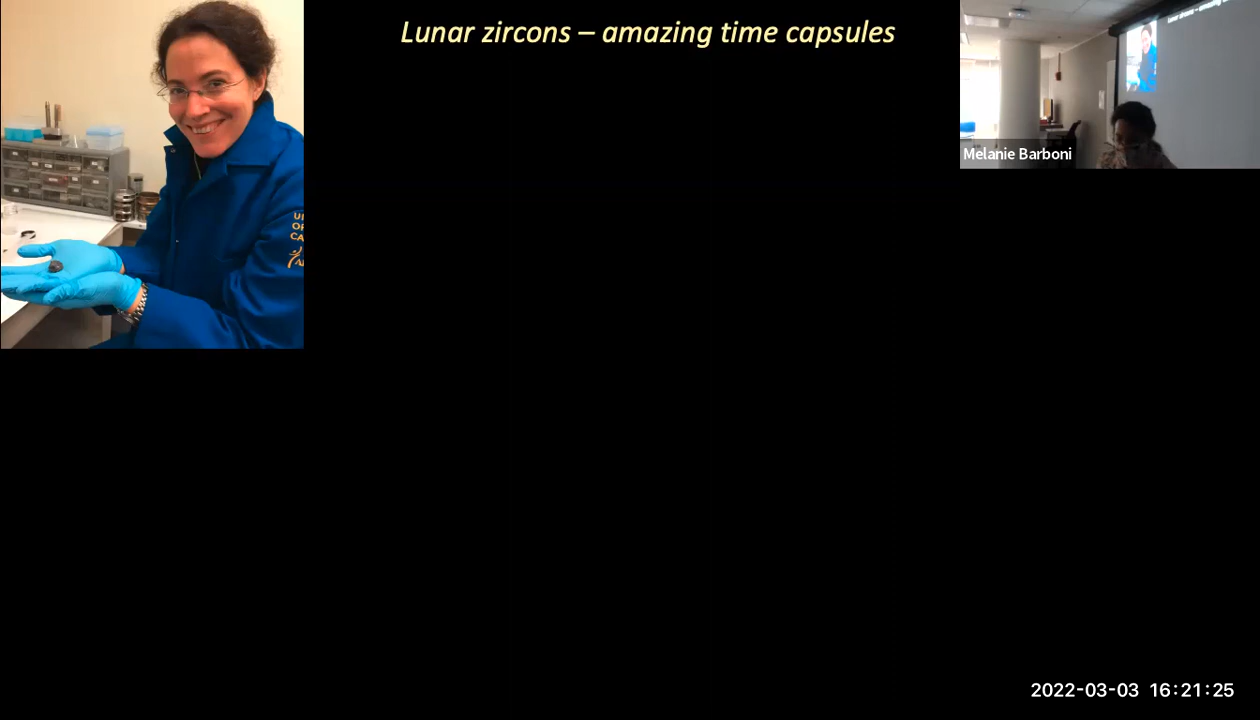 Lunar zircons – amazing time capsules
Melanie Barboni
2022-03-03 16:21:25